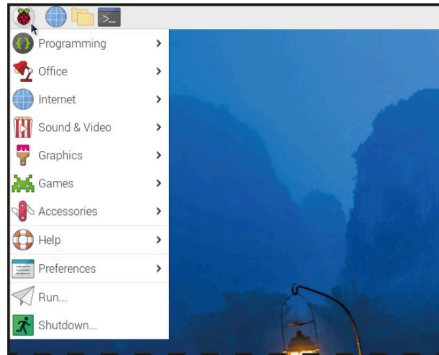 >_
Programming
Office
Internet
Sound & Video
Graphics
Games
Accessories
Help
Preferences
Run...
Shutdown...